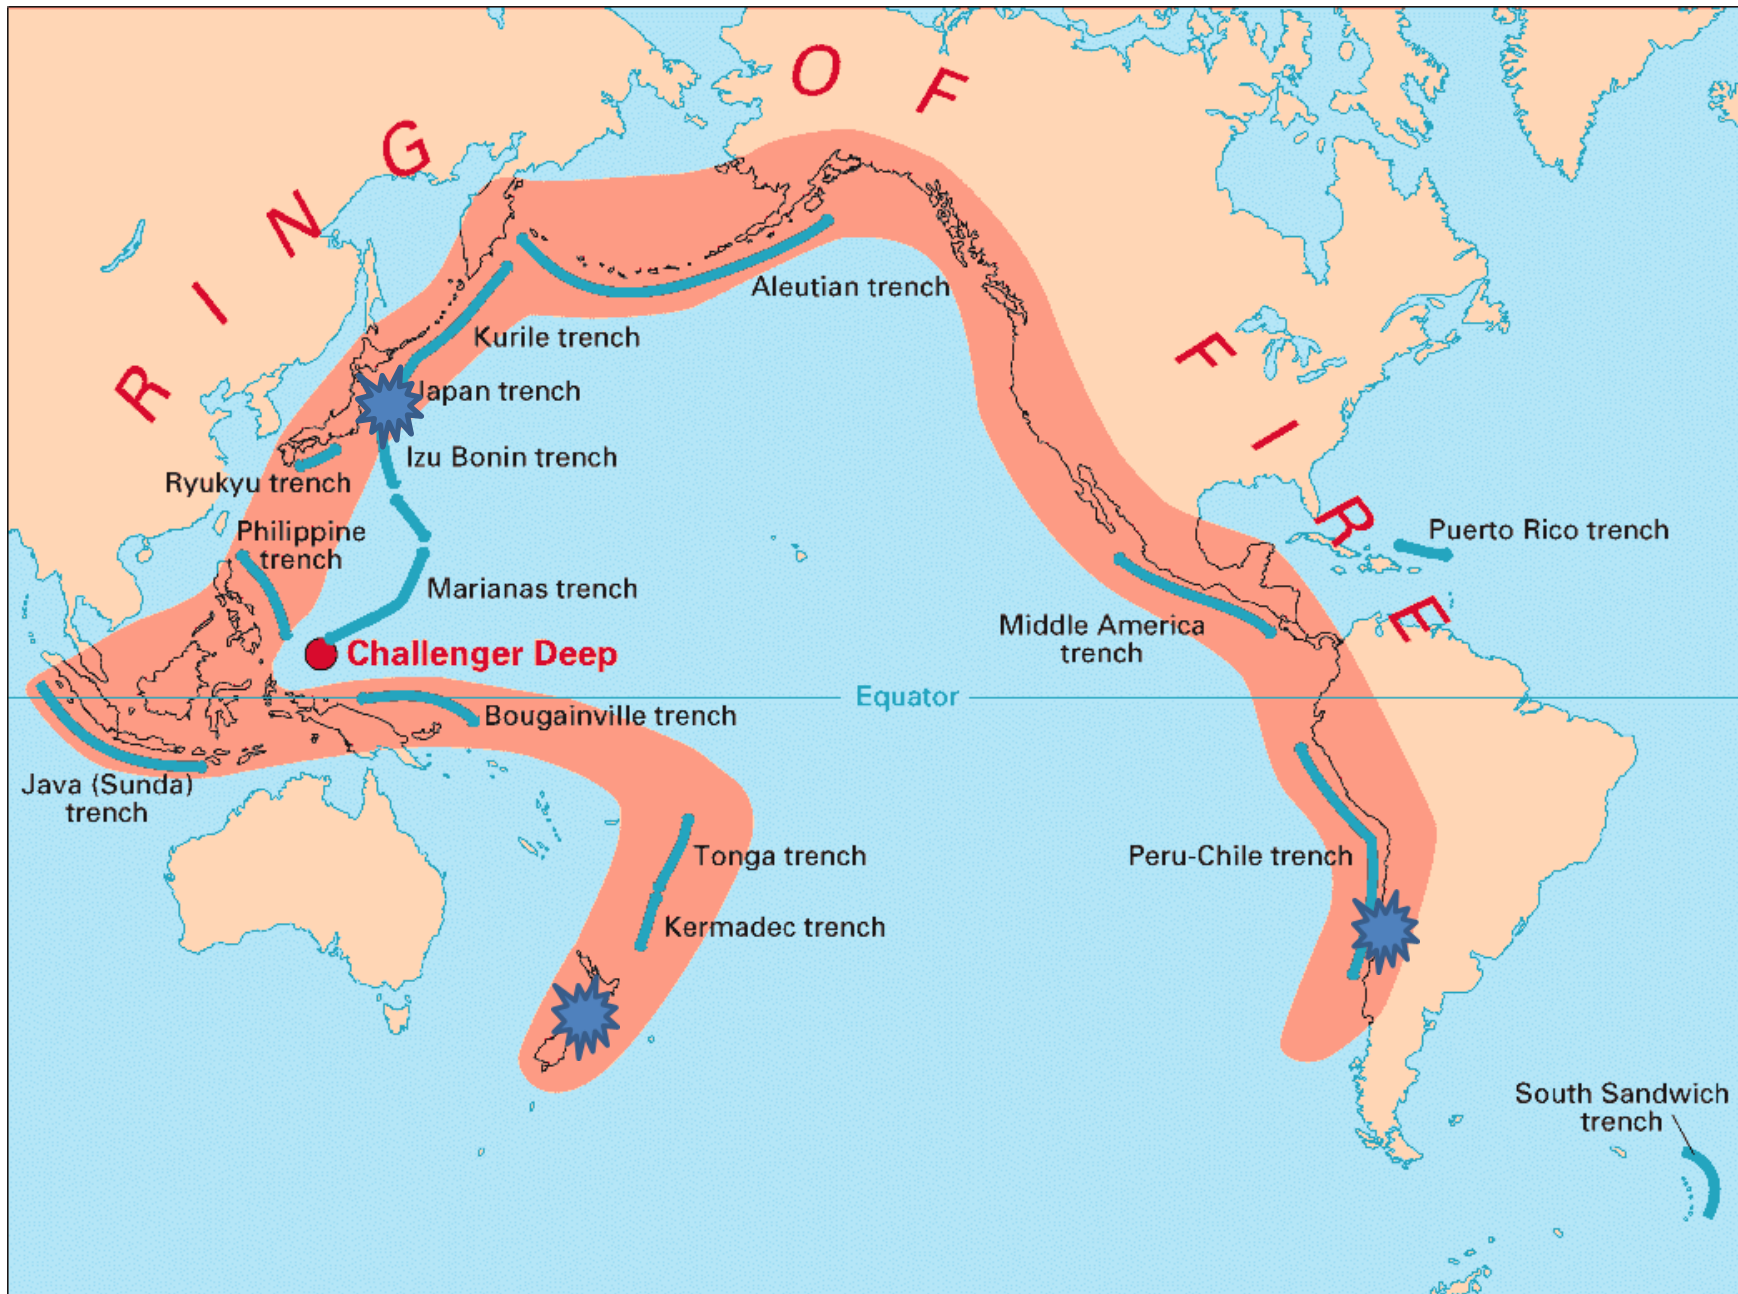 RING OF FIRE
Aleutian trench
Kurile trench
Japan trench
Izu Bonin trench
Ryukyu trench
Philippine
trench
Marianas trench
Challenger Deep
Puerto Rico trench
Middle America
trench
Equator
Bougainville trench
Java (Sunda)
trench
Tonga trench
Peru-Chile trench
Kermadec trench
South Sandwich
trench